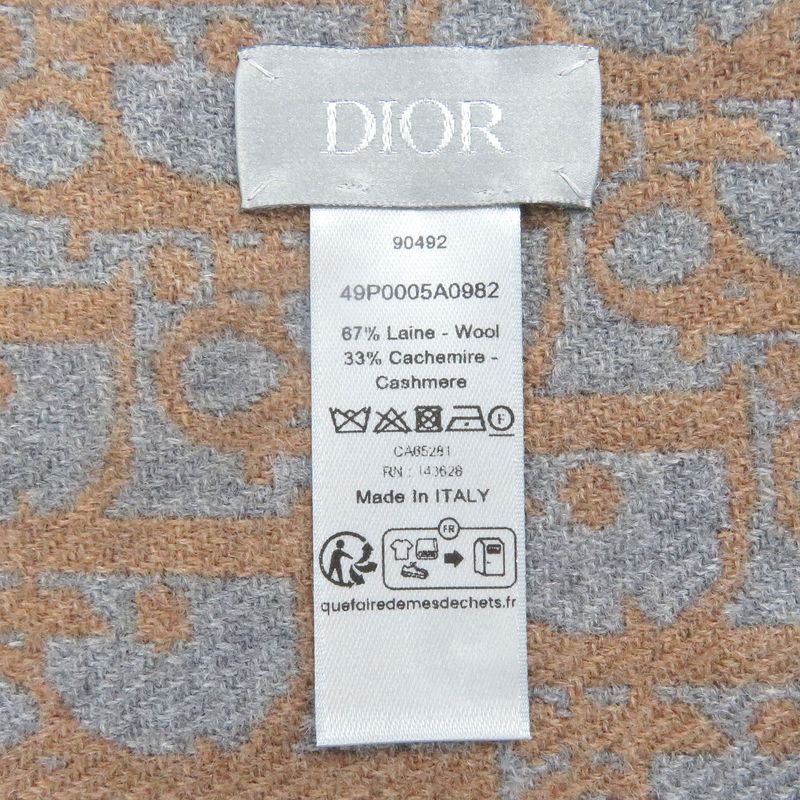 DIOR
90492
49P0005A0982
67% Laine - Wool
33% Cachemire -
Cashmere
F
CA65281
RN : 143628
Made In ITALY
FR
quefairedemesdechets.fr